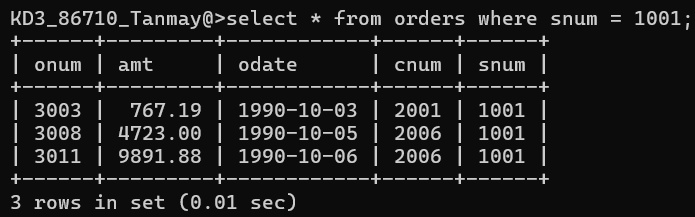 KD3_86710_Tanmay@>select * from orders where snum = 1001;
+------+---------+------------+------+------+
| onum | amt     | odate      | cnum | snum |
+------+---------+------------+------+------+
| 3003 |  767.19 | 1990-10-03 | 2001 | 1001 |
| 3008 | 4723.00 | 1990-10-05 | 2006 | 1001 |
| 3011 | 9891.88 | 1990-10-06 | 2006 | 1001 |
+------+---------+------------+------+------+
3 rows in set (0.01 sec)